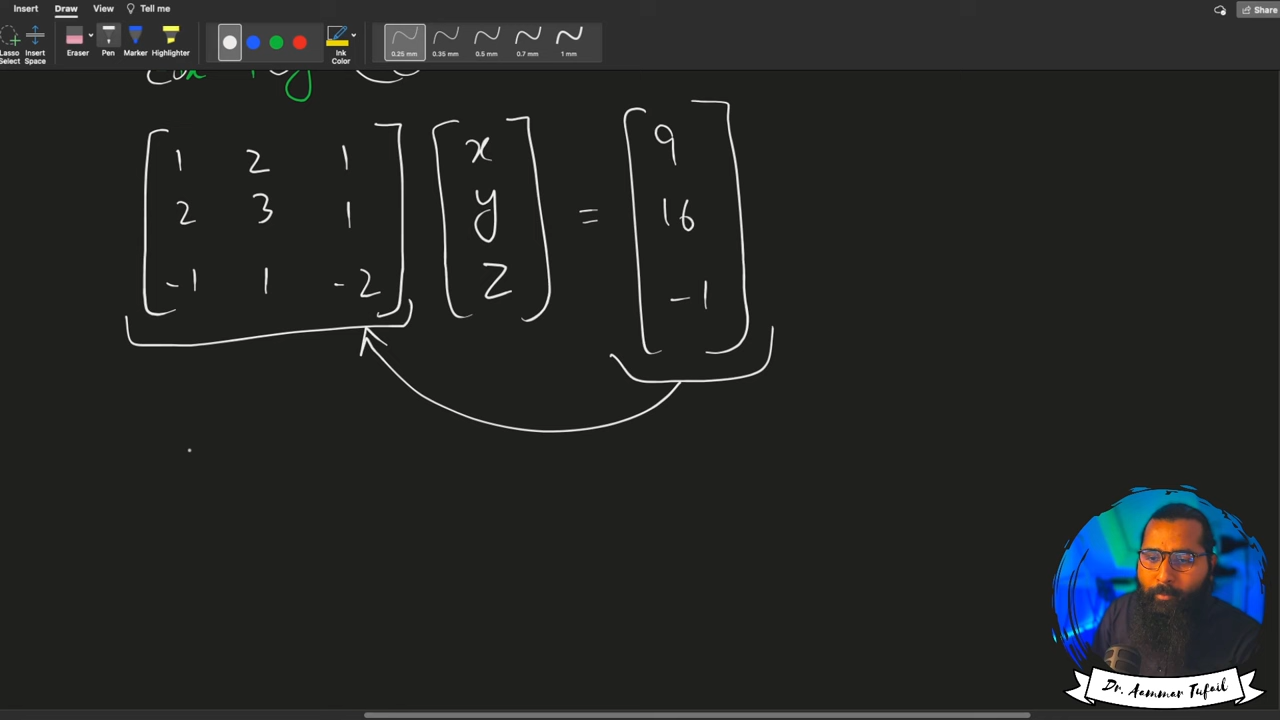 Insert Draw View Tell me
Share
Lasso Select
Insert Space
Eraser
Pen
Marker
Highlighter
Ink Color
0.25 mm 0.35 mm 0.5 mm 0.7 mm 1 mm
1 2 1 x 9
2 3 1 y = 16
-1 1 -2 z -1
Dr. Aammar Tufail